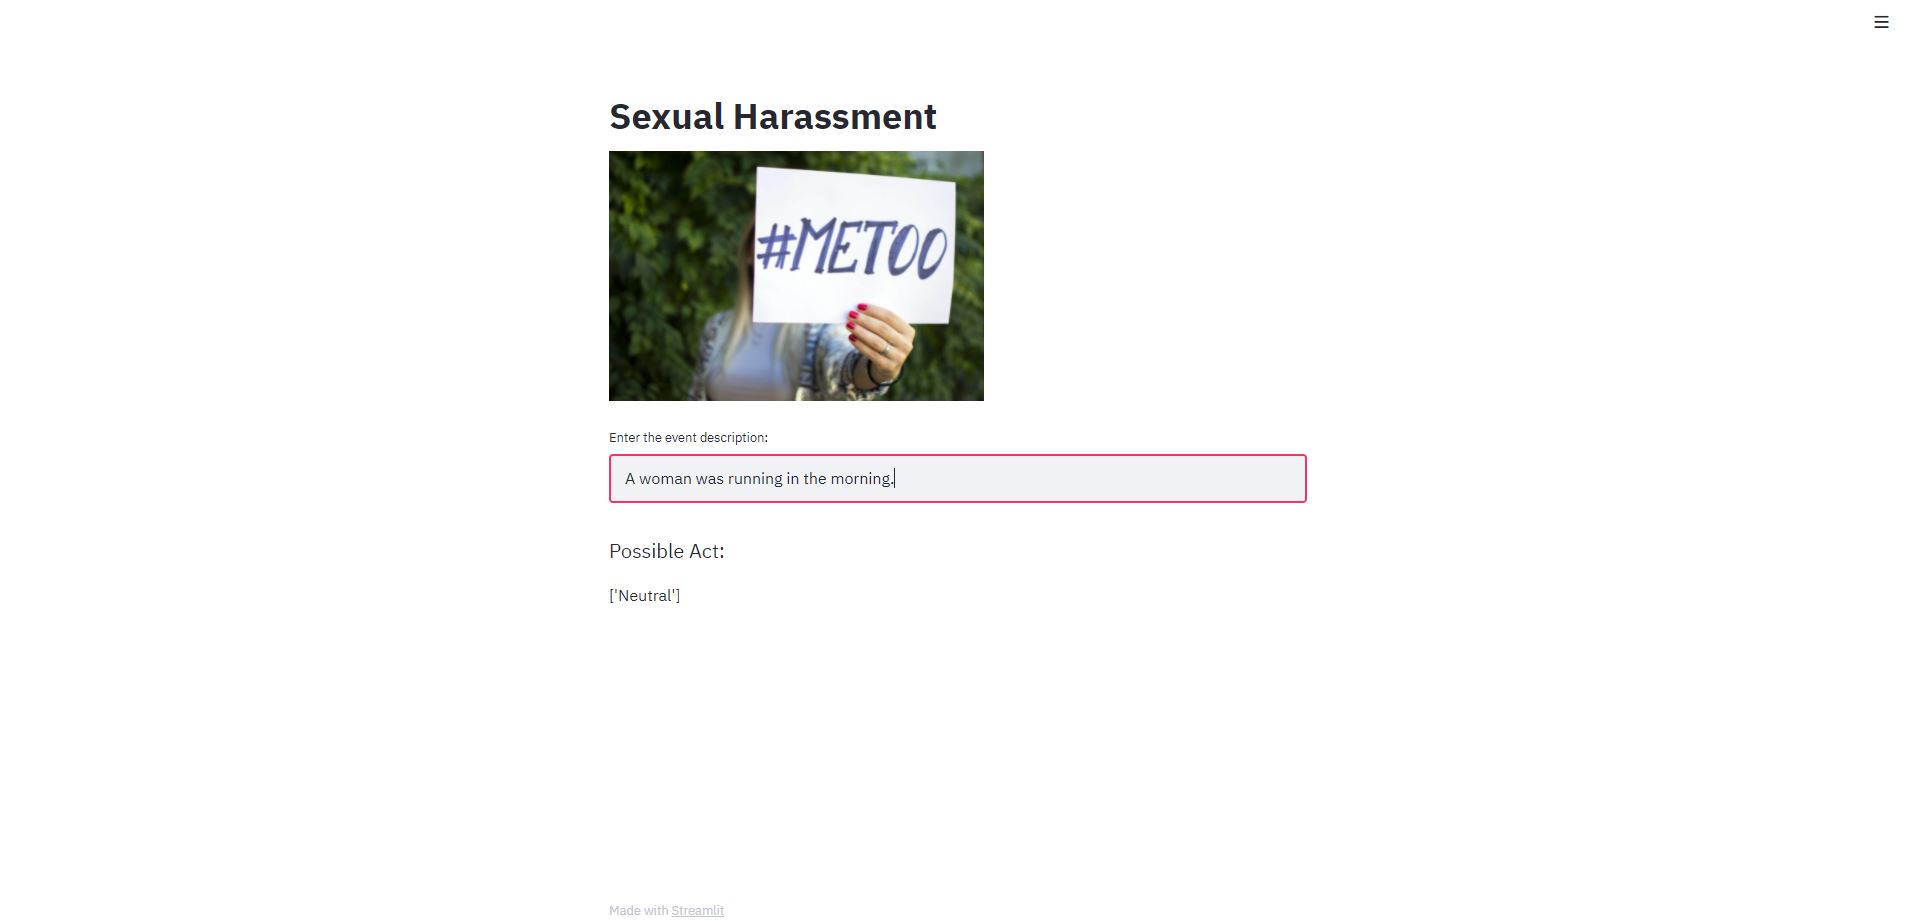 Sexual Harassment
#METOO
Enter the event description:
A woman was running in the morning.
Possible Act:
['Neutral']
Made with Streamlit